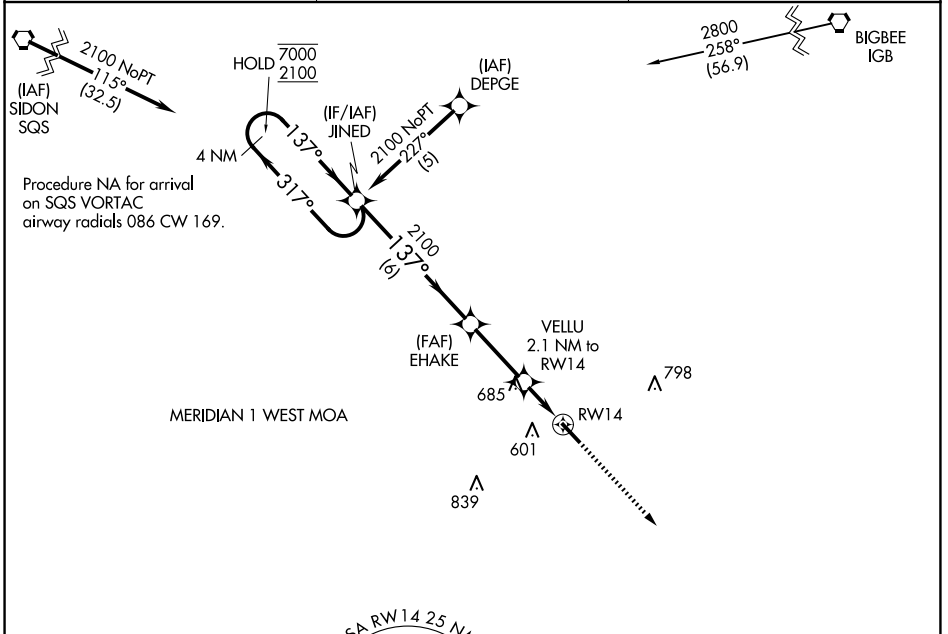 2100 NoPT
115°
(32.5)
(IAF)
SIDON
SQS
HOLD 7000
2100
(IF/IAF)
JINED
(IAF)
DEPGE
2800
258°
(56.9)
BIGBEE
IGB
4 NM
137°
317°
2100 NoPT
227°
(5)
Procedure NA for arrival
on SQS VORTAC
airway radials 086 CW 169.
2100
137°
(6)
(FAF)
EHAKE
VELLU
2.1 NM to
RW14
685
798
MERIDIAN 1 WEST MOA
RW14
601
839
SA RW14 25 N